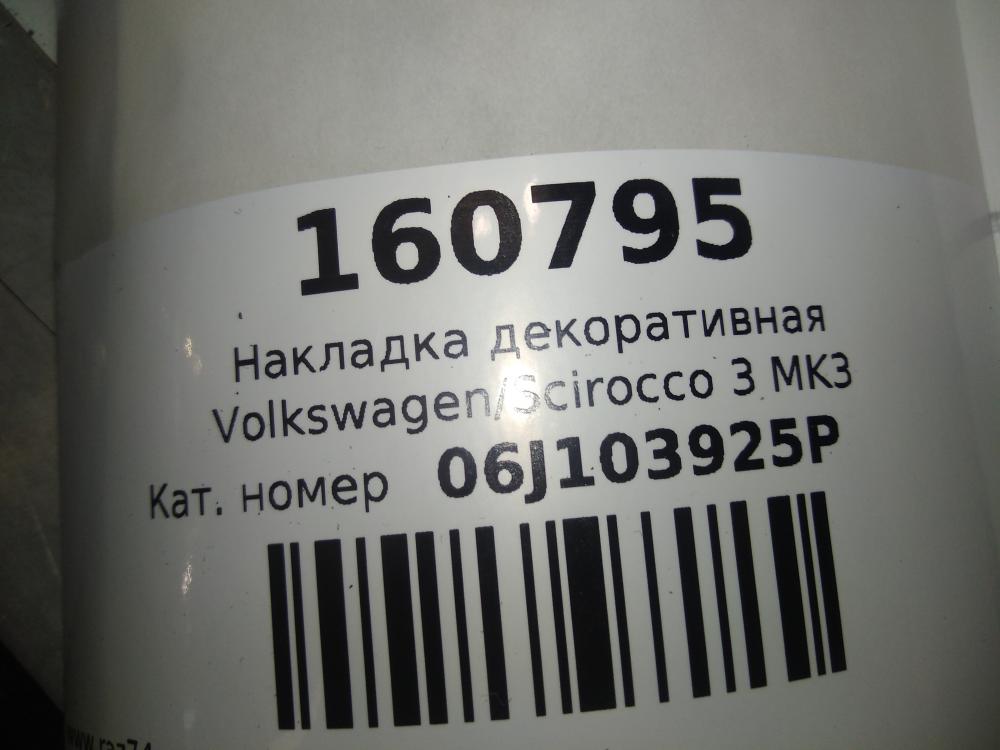 160795
Накладка декоративная
Volkswagen/Scirocco 3 MK3
Кат. номер 06J103925P